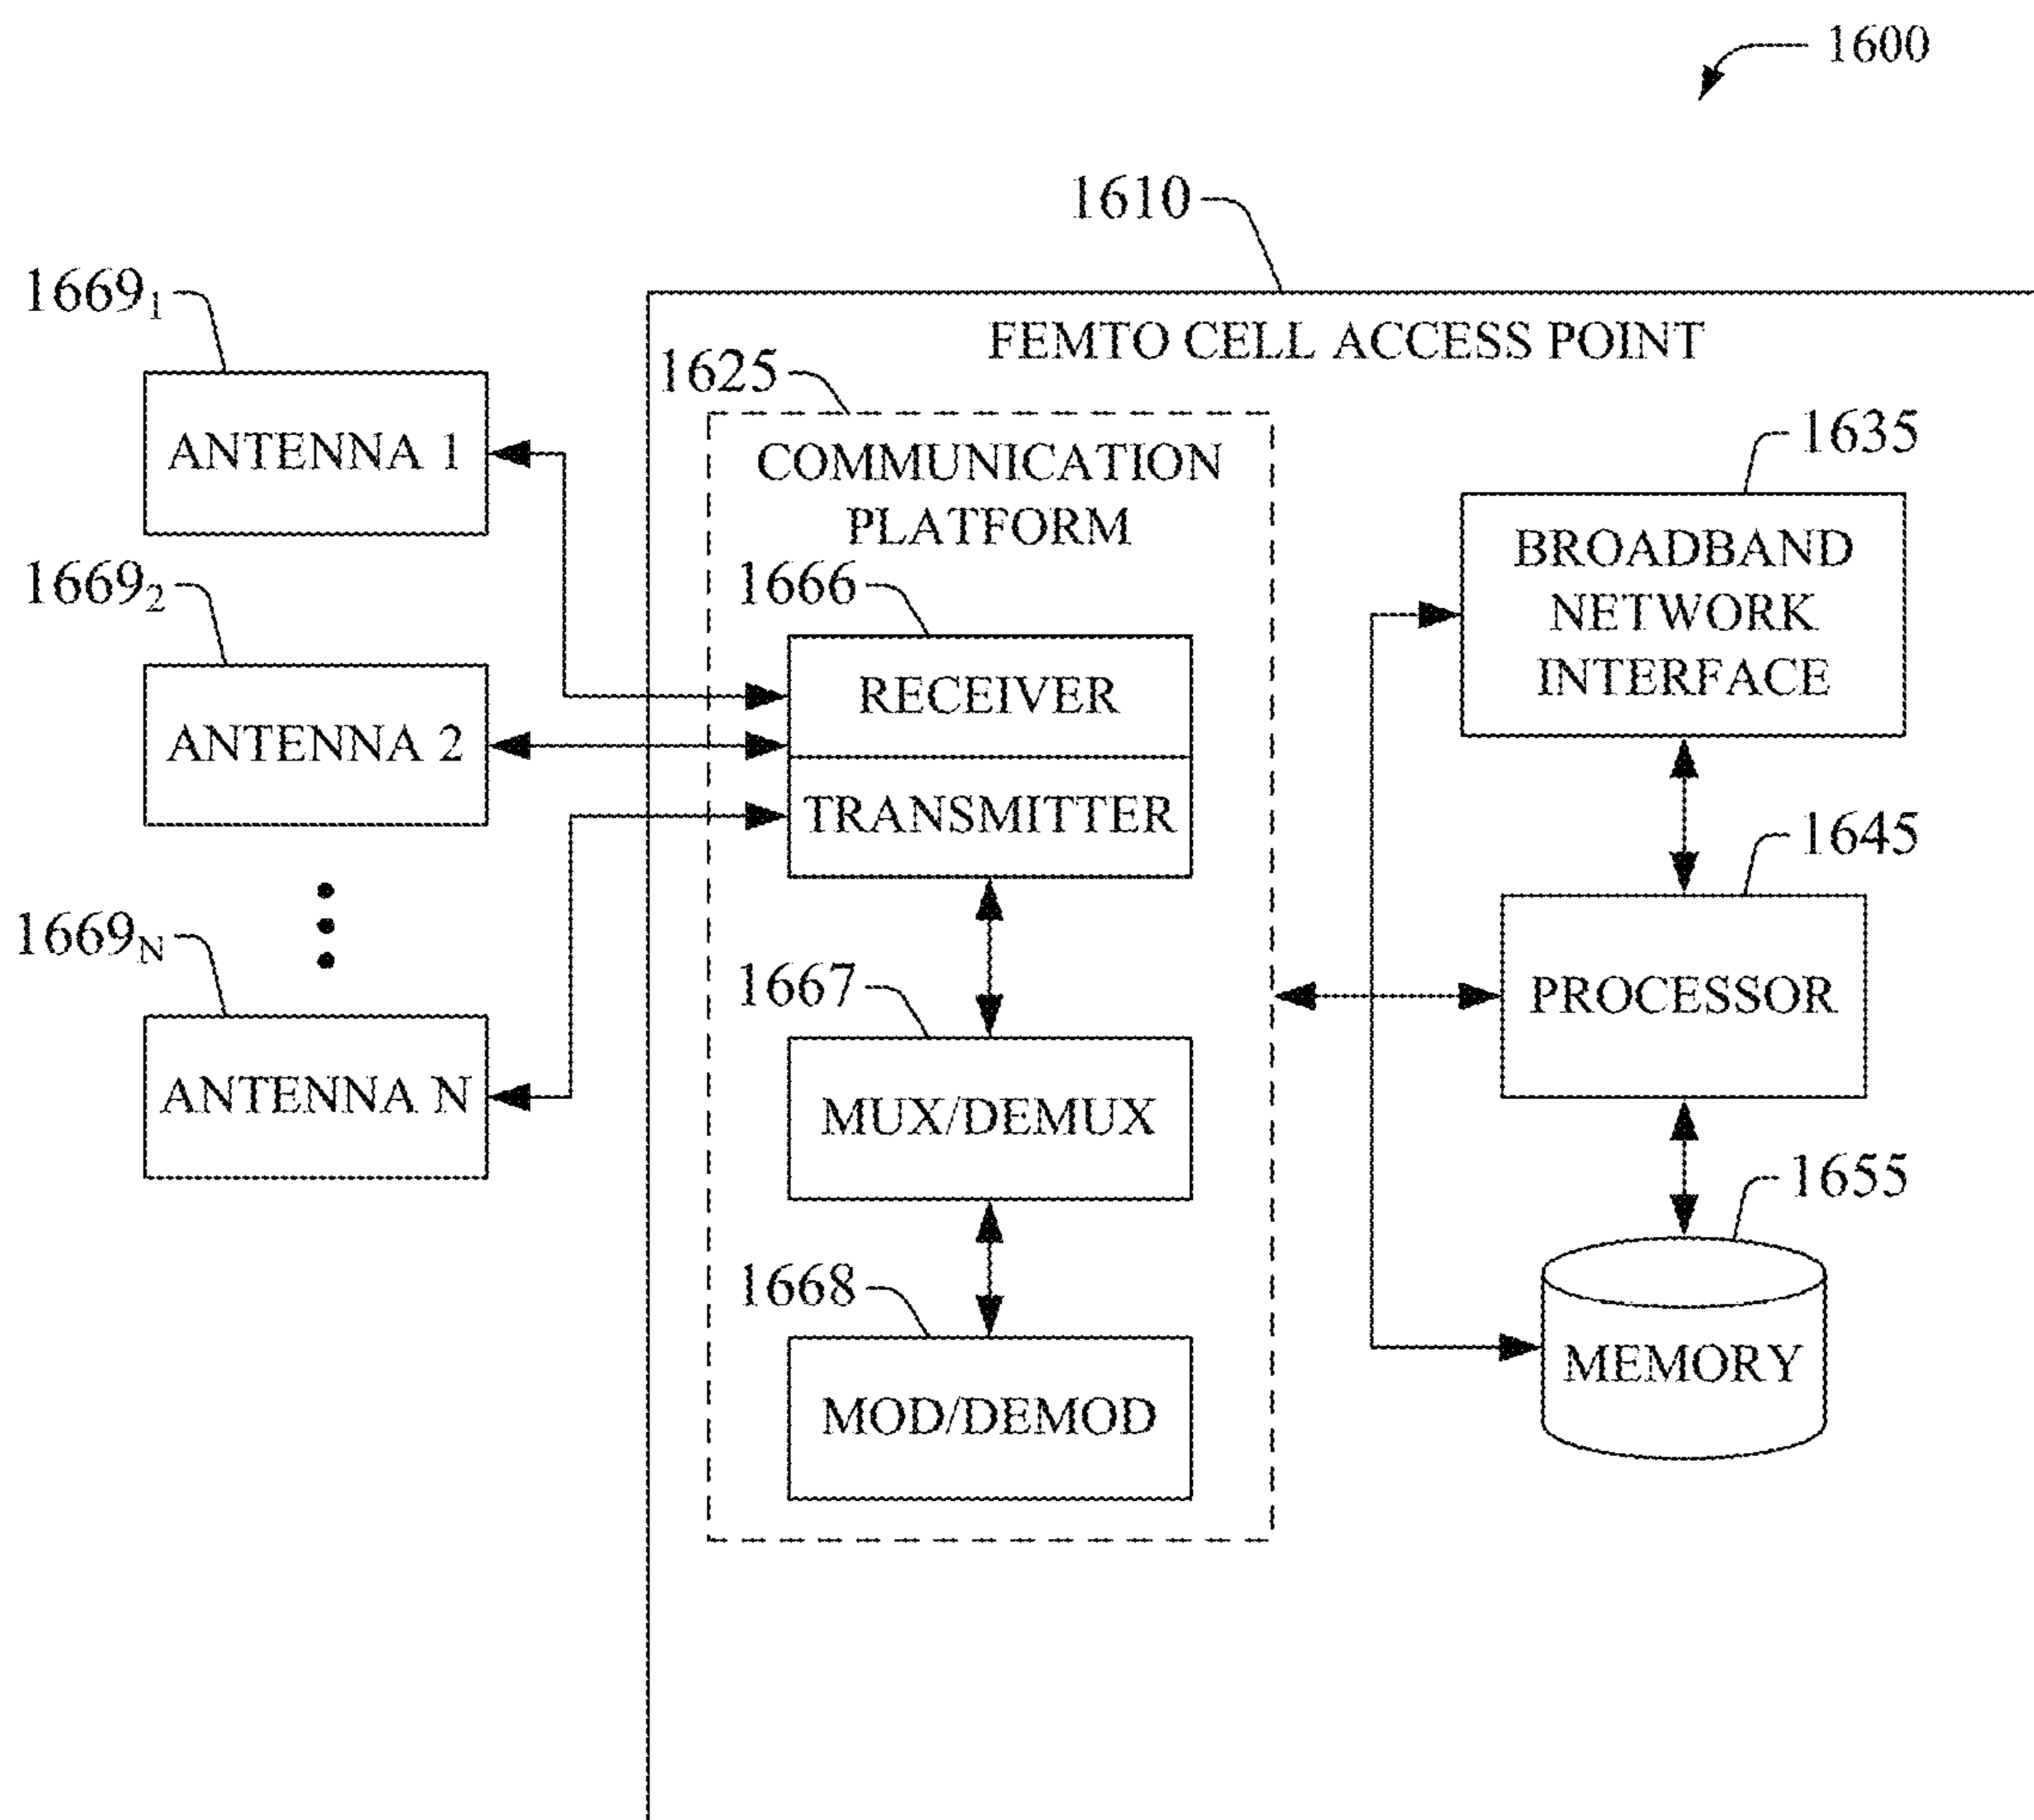 1600
1610
1669₁
FEMTO CELL ACCESS POINT
1625
ANTENNA 1
COMMUNICATION
PLATFORM
1635
BROADBAND
NETWORK
INTERFACE
1669₂
1666
ANTENNA 2
RECEIVER
TRANSMITTER
1645
1669N
1667
PROCESSOR
ANTENNA N
MUX/DEMUX
1655
1668
MEMORY
MOD/DEMOD